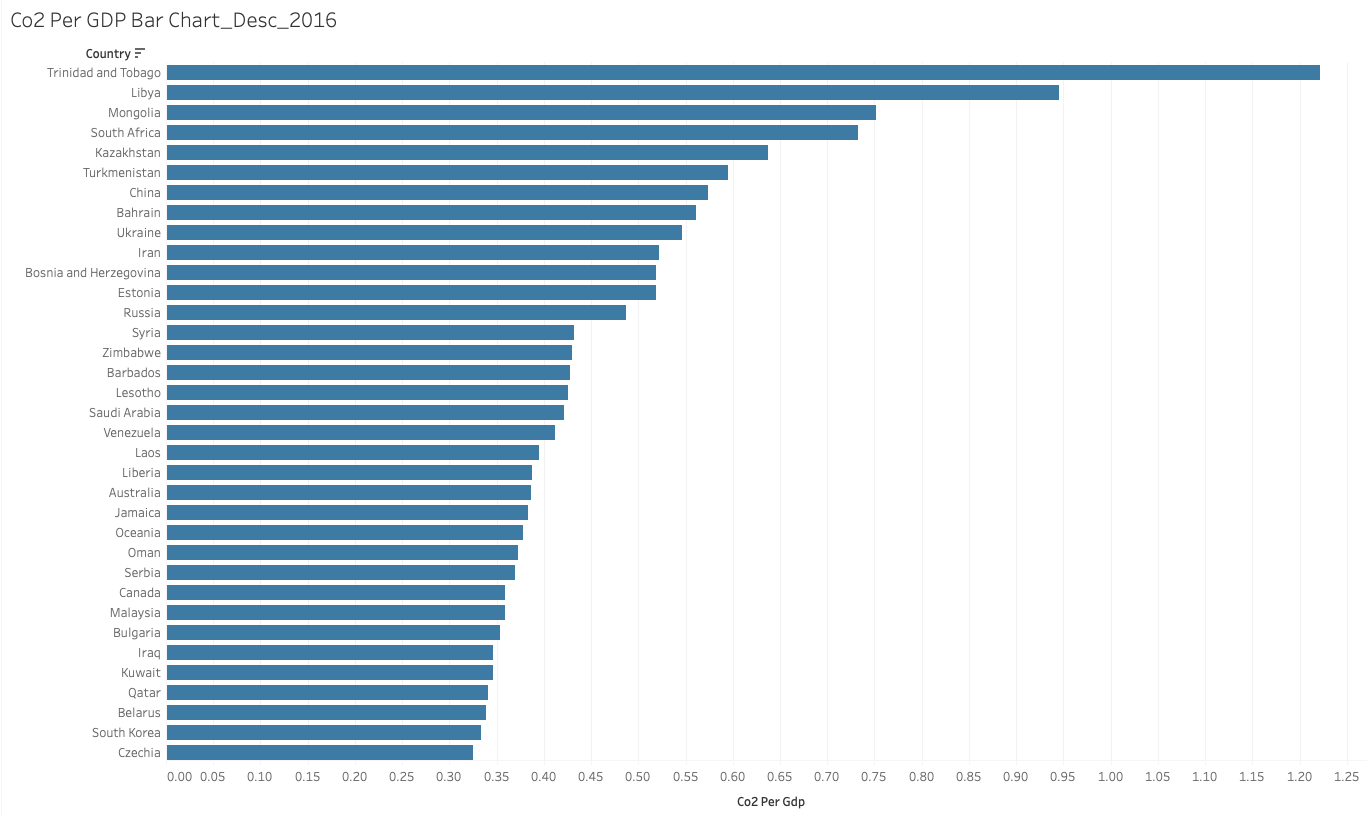 Co2 Per GDP Bar Chart_Desc_2016
Country
Trinidad and Tobago
Libya
Mongolia
South Africa
Kazakhstan
Turkmenistan
China
Bahrain
Ukraine
Iran
Bosnia and Herzegovina
Estonia
Russia
Syria
Zimbabwe
Barbados
Lesotho
Saudi Arabia
Venezuela
Laos
Liberia
Australia
Jamaica
Oceania
Oman
Serbia
Canada
Malaysia
Bulgaria
Iraq
Kuwait
Qatar
Belarus
South Korea
Czechia
0.00 0.05 0.10 0.15 0.20 0.25 0.30 0.35 0.40 0.45 0.50 0.55 0.60 0.65 0.70 0.75 0.80 0.85 0.90 0.95 1.00 1.05 1.10 1.15 1.20 1.25
Co2 Per Gdp